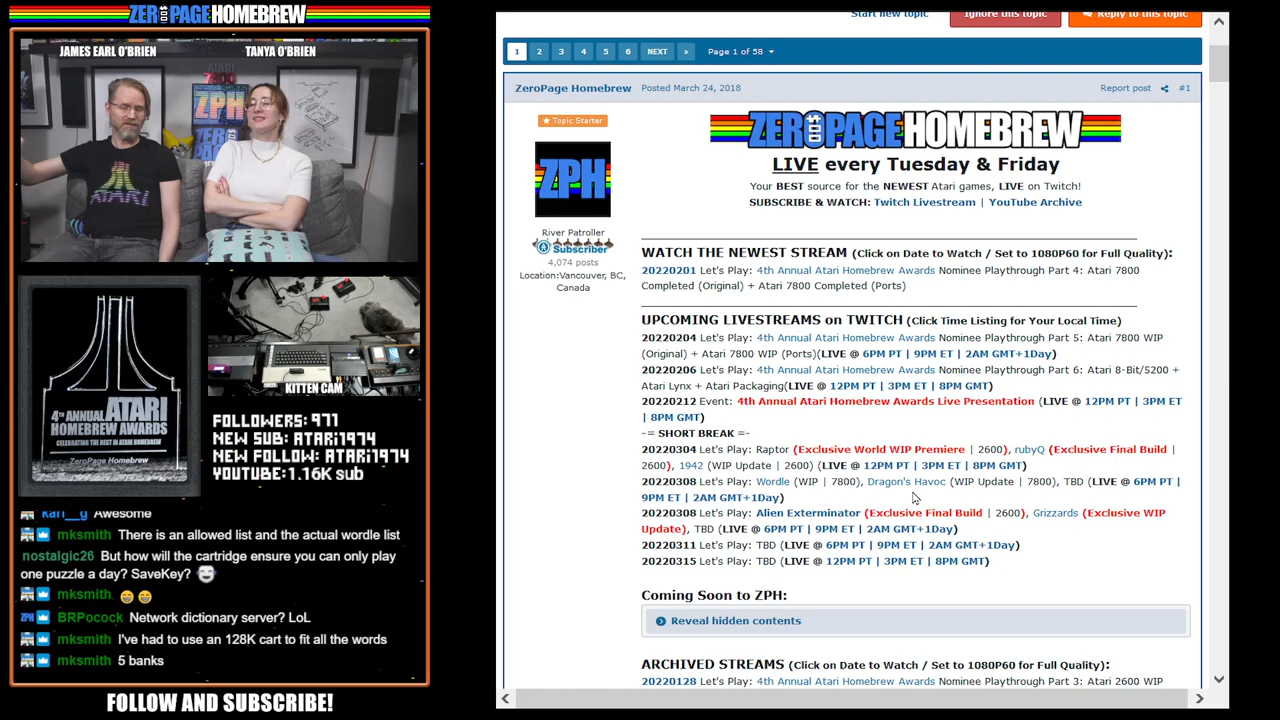 ZERO PAGE HOMEBREW
JAMES EARL O'BRIEN
TANYA O'BRIEN
ATARI
7800
ZPH
ATARI
4TH ANNUAL ATARI
HOMEBREW AWARDS
CELEBRATING THE BEST IN ATARI HOMEBREW
ZeroPage Homebrew
KITTEN CAM
FOLLOWERS: 971
NEW SUB: ATARI1974
NEW FOLLOW: ATARI1974
YOUTUBE:1.16K sub
karl__g Awesome
mksmith There is an allowed list and the actual wordle list
nostalgic26 But how will the cartridge ensure you can only play
one puzzle a day? SaveKey?
mksmith
BRPocock Network dictionary server? LoL
mksmith I've had to use an 128K cart to fit all the words
mksmith 5 banks
FOLLOW AND SUBSCRIBE!
Start new topic
Ignore this topic
Reply to this topic
1 2 3 4 5 6 NEXT » Page 1 of 58
ZeroPage Homebrew Posted March 24, 2018 Report post #1
Topic Starter
ZPH
River Patroller
Subscriber
4,074 posts
Location:Vancouver, BC,
Canada
ZERO PAGE HOMEBREW
LIVE every Tuesday & Friday
Your BEST source for the NEWEST Atari games, LIVE on Twitch!
SUBSCRIBE & WATCH: Twitch Livestream | YouTube Archive
WATCH THE NEWEST STREAM (Click on Date to Watch / Set to 1080P60 for Full Quality):
20220201 Let's Play: 4th Annual Atari Homebrew Awards Nominee Playthrough Part 4: Atari 7800
Completed (Original) + Atari 7800 Completed (Ports)
UPCOMING LIVESTREAMS on TWITCH (Click Time Listing for Your Local Time)
20220204 Let's Play: 4th Annual Atari Homebrew Awards Nominee Playthrough Part 5: Atari 7800 WIP
(Original) + Atari 7800 WIP (Ports)(LIVE @ 6PM PT | 9PM ET | 2AM GMT+1Day)
20220206 Let's Play: 4th Annual Atari Homebrew Awards Nominee Playthrough Part 6: Atari 8-Bit/5200 +
Atari Lynx + Atari Packaging(LIVE @ 12PM PT | 3PM ET | 8PM GMT)
20220212 Event: 4th Annual Atari Homebrew Awards Live Presentation (LIVE @ 12PM PT | 3PM ET
| 8PM GMT)
-= SHORT BREAK =-
20220304 Let's Play: Raptor (Exclusive World WIP Premiere | 2600), rubyQ (Exclusive Final Build |
2600), 1942 (WIP Update | 2600) (LIVE @ 12PM PT | 3PM ET | 8PM GMT)
20220308 Let's Play: Wordle (WIP | 7800), Dragon's Havoc (WIP Update | 7800), TBD (LIVE @ 6PM PT |
9PM ET | 2AM GMT+1Day)
20220308 Let's Play: Alien Exterminator (Exclusive Final Build | 2600), Grizzards (Exclusive WIP
Update), TBD (LIVE @ 6PM PT | 9PM ET | 2AM GMT+1Day)
20220311 Let's Play: TBD (LIVE @ 6PM PT | 9PM ET | 2AM GMT+1Day)
20220315 Let's Play: TBD (LIVE @ 12PM PT | 3PM ET | 8PM GMT)
Coming Soon to ZPH:
Reveal hidden contents
ARCHIVED STREAMS (Click on Date to Watch / Set to 1080P60 for Full Quality):
20220128 Let's Play: 4th Annual Atari Homebrew Awards Nominee Playthrough Part 3: Atari 2600 WIP